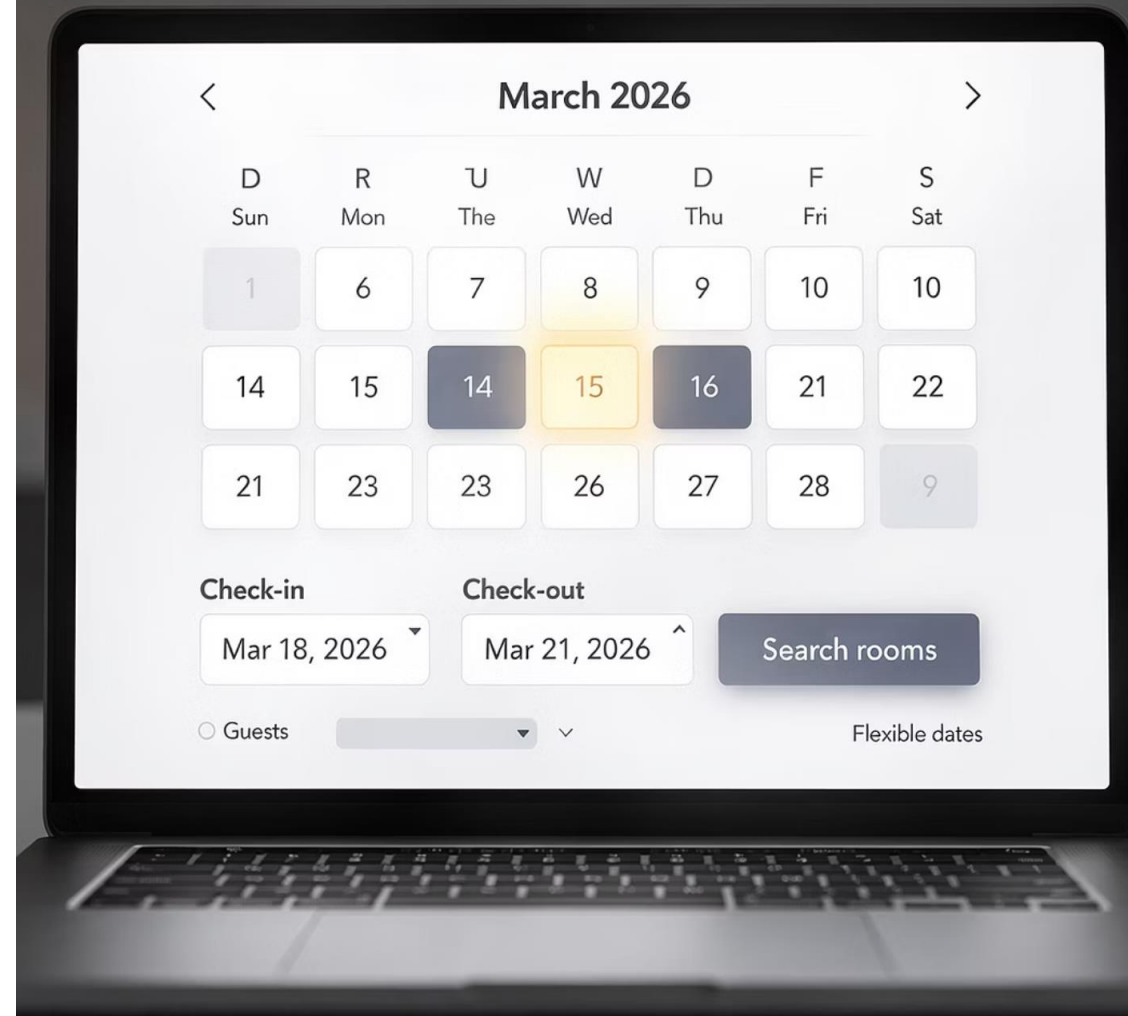 March 2026
D R U W D F S
Sun Mon The Wed Thu Fri Sat
1 6 7 8 9 10 10
14 15 14 15 16 21 22
21 23 23 26 27 28 9
Check-in Check-out
Mar 18, 2026 Mar 21, 2026 Search rooms
Guests Flexible dates